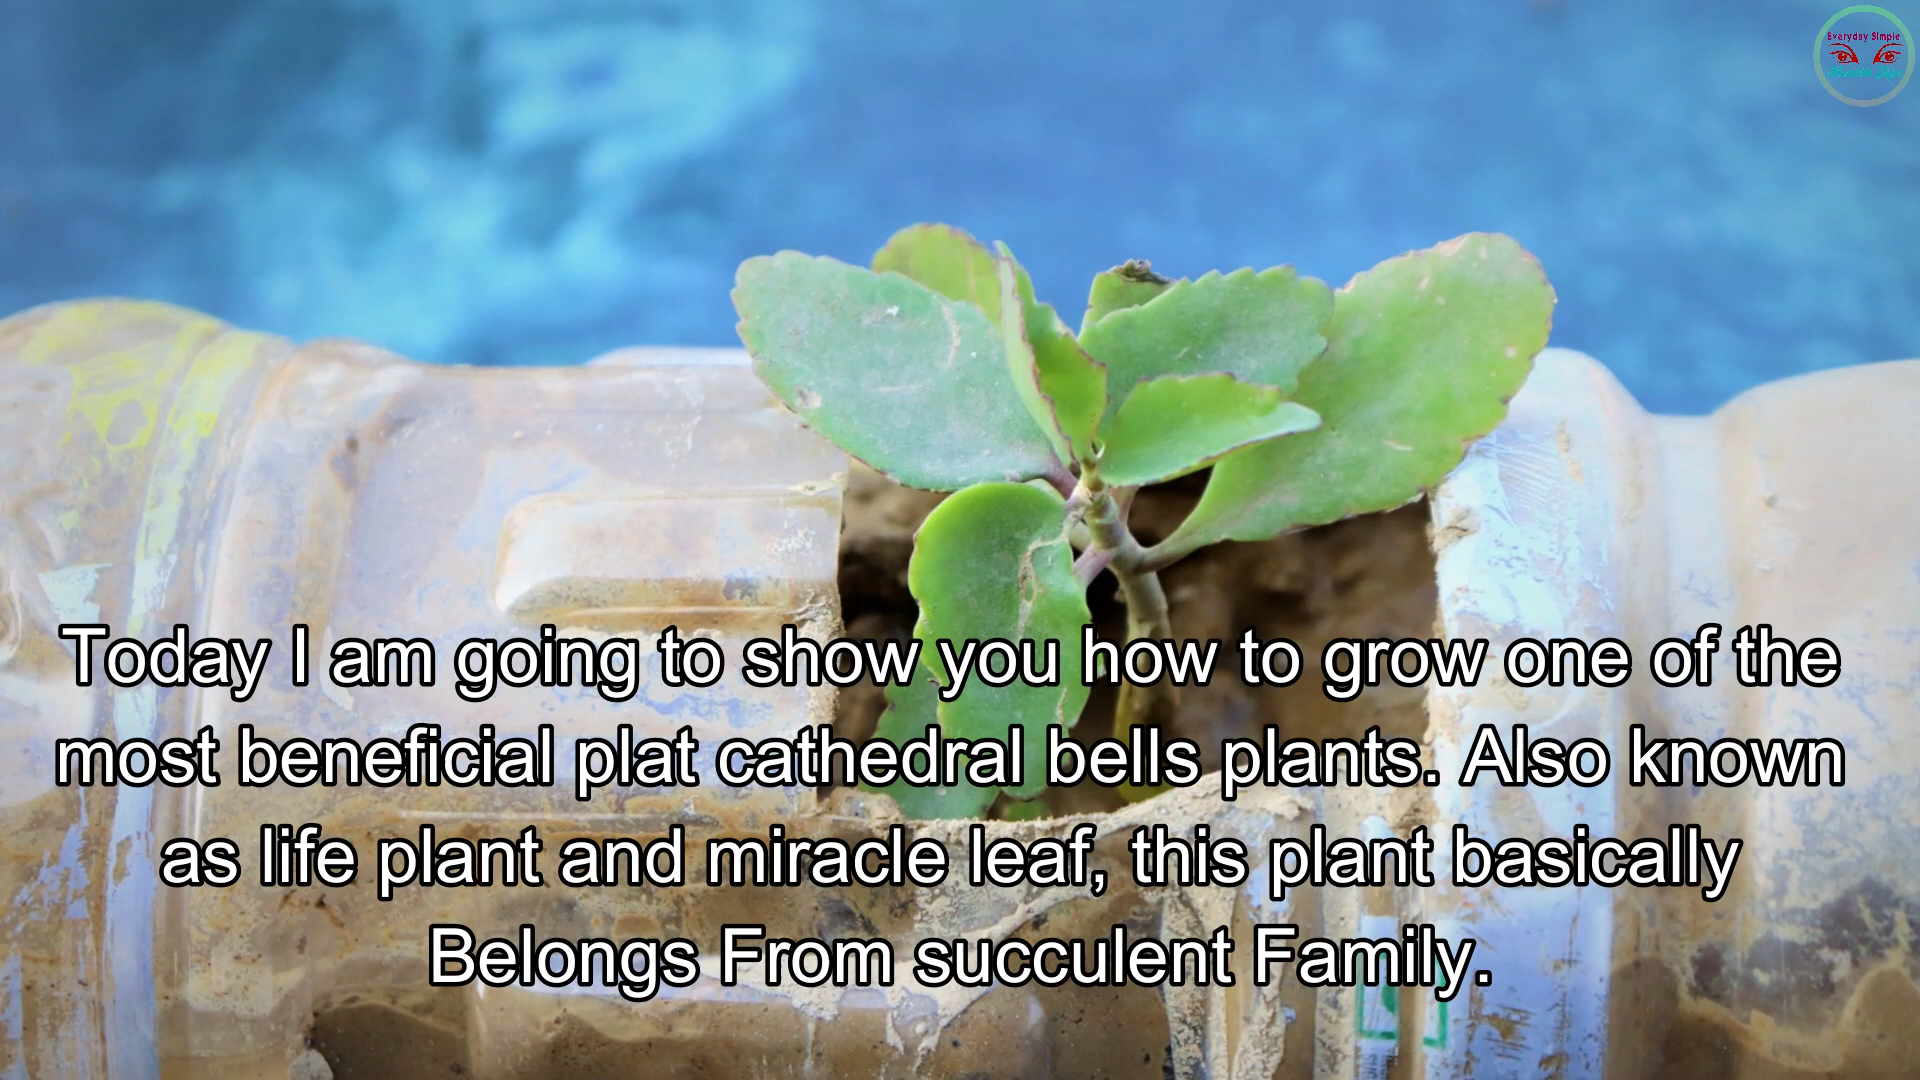 Everyday Simple
Today I am going to show you how to grow one of the
most beneficial plat cathedral bells plants. Also known
as life plant and miracle leaf, this plant basically
Belongs From succulent Family.